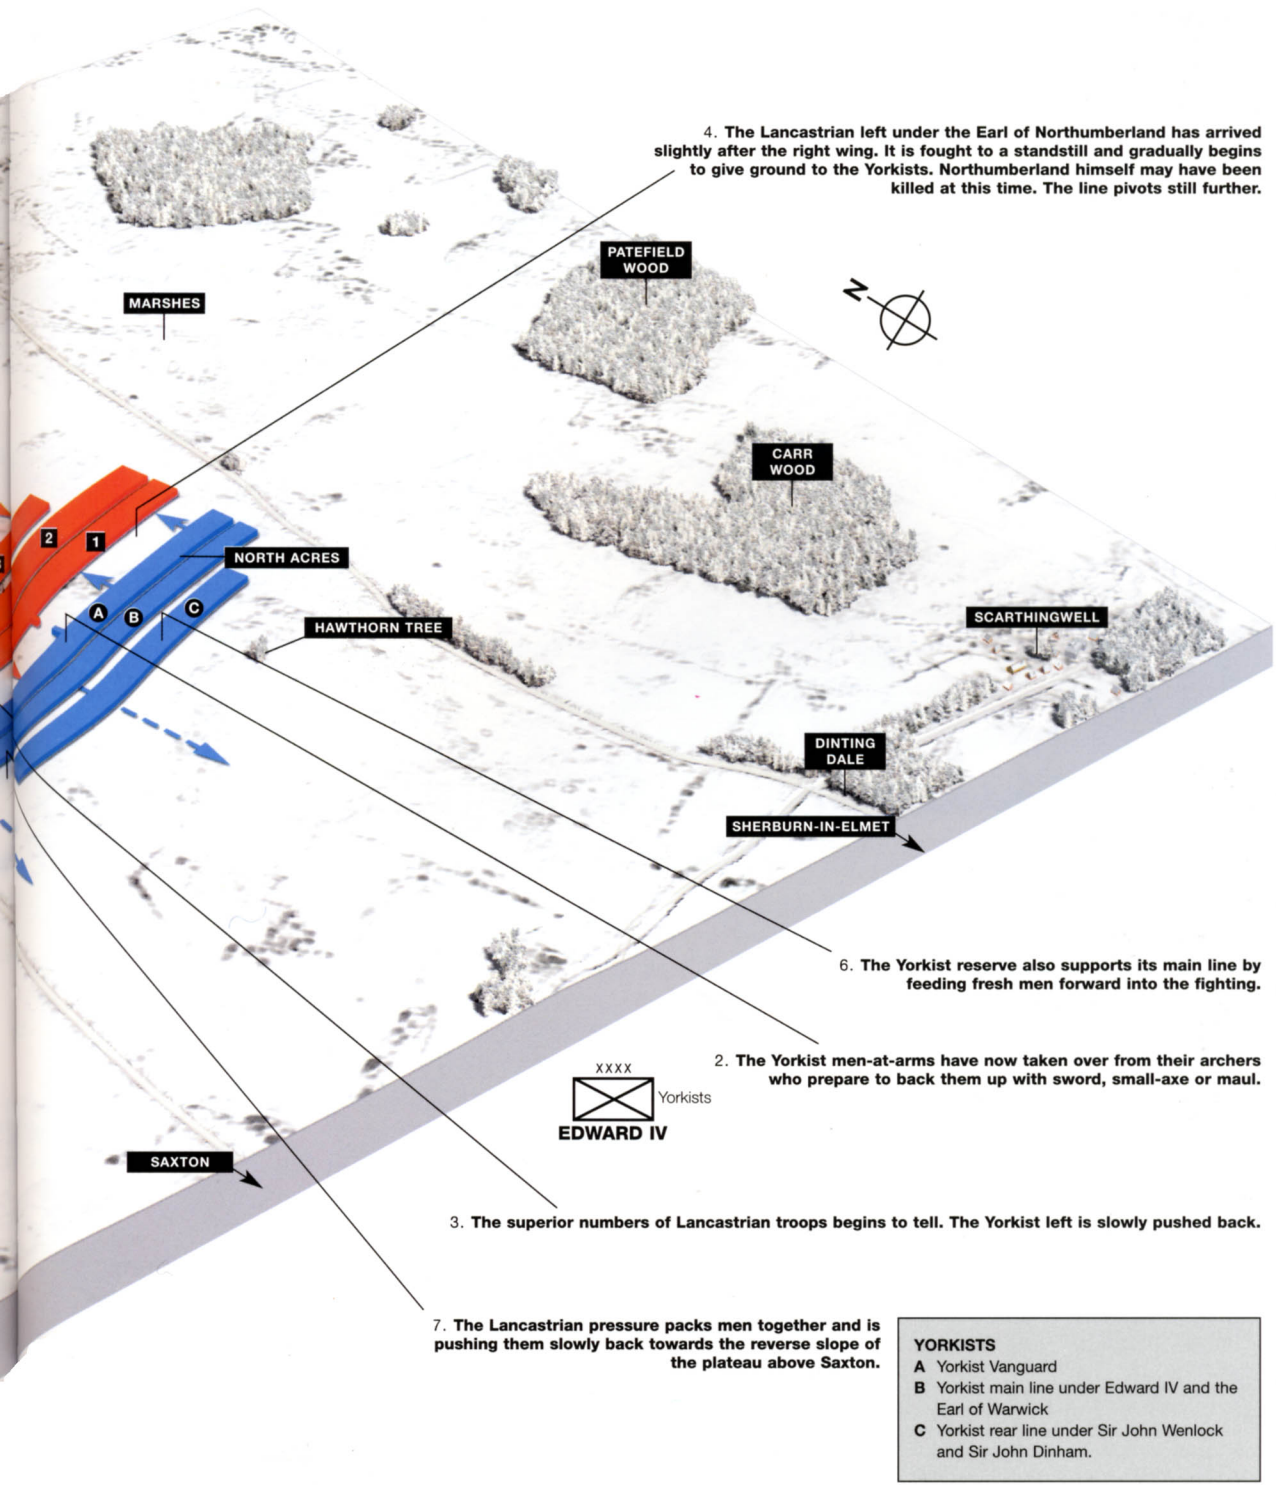 4. The Lancastrian left under the Earl of Northumberland has arrived
slightly after the right wing. It is fought to a standstill and gradually begins
to give ground to the Yorkists. Northumberland himself may have been
killed at this time. The line pivots still further.
PATEFIELD
WOOD
N
MARSHES
CARR
WOOD
2
1
NORTH ACRES
A
B
C
HAWTHORN TREE
SCARTHINGWELL
DINTING
DALE
SHERBURN-IN-ELMET
6. The Yorkist reserve also supports its main line by
feeding fresh men forward into the fighting.
2. The Yorkist men-at-arms have now taken over from their archers
who prepare to back them up with sword, small-axe or maul.
XXXX
Yorkists
EDWARD IV
SAXTON
3. The superior numbers of Lancastrian troops begins to tell. The Yorkist left is slowly pushed back.
7. The Lancastrian pressure packs men together and is
pushing them slowly back towards the reverse slope of
the plateau above Saxton.
YORKISTS
A Yorkist Vanguard
B Yorkist main line under Edward IV and the
Earl of Warwick
C Yorkist rear line under Sir John Wenlock
and Sir John Dinham.